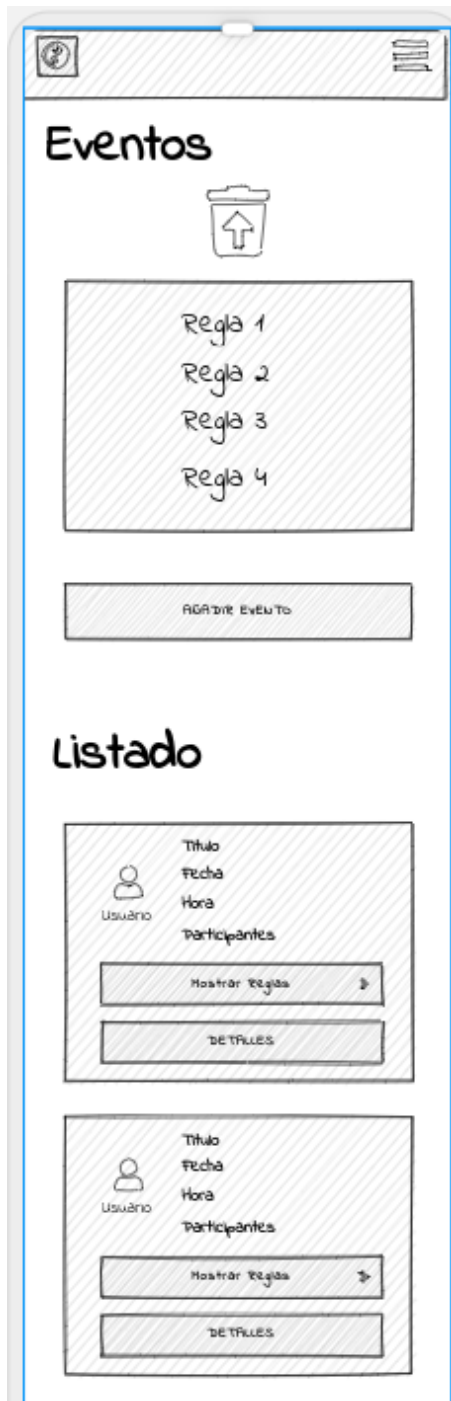 Eventos
Regla 1
Regla 2
Regla 3
Regla 4
AGADIR EVENTO
Listado
Titulo
Fecha
Hora
Participantes
Usuario
Mostrar Reglas
DETALLES
Titulo
Fecha
Hora
Participantes
Usuario
Mostrar Reglas
DETALLES